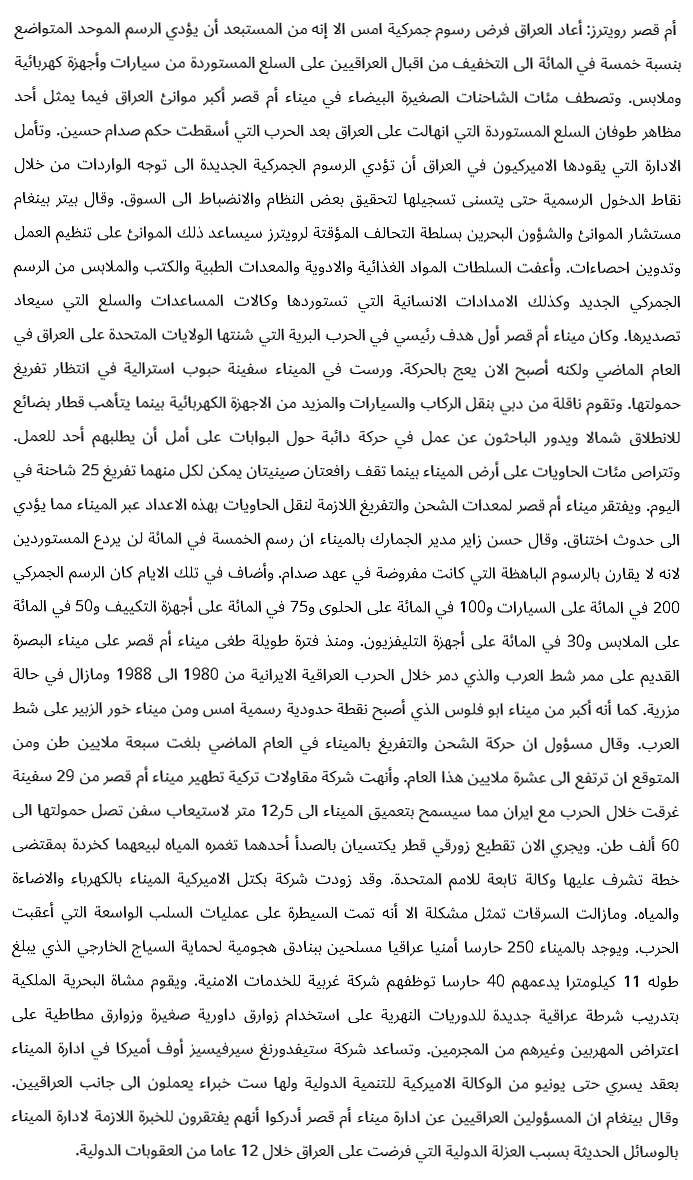 أم قصر رويترز: أعاد العراق فرض رسوم جمركية امس الا إنه من المستبعد أن يؤدي الرسم الموحد المتواضع
بنسبة خمسة في المائة الى التخفيف من اقبال العراقيين على السلع المستوردة من سيارات وأجهزة كهربائية
وملابس. وتصطف مئات الشاحنات الصغيرة البيضاء في ميناء أم قصر أكبر موانئ العراق فيما يمثل أحد
مظاهر طوفان السلع المستوردة التي انهالت على العراق بعد الحرب التي أسقطت حكم صدام حسين. وتأمل
الادارة التي يقودها الاميركيون في العراق أن تؤدي الرسوم الجمركية الجديدة الى توجه الواردات من خلال
نقاط الدخول الرسمية حتى يتسنى تسجيلها لتحقيق بعض النظام والانضباط الى السوق. وقال بيتر بينغام
مستشار الموانئ والشؤون البحرين بسلطة التحالف المؤقتة لرويترز سيساعد ذلك الموانئ على تنظيم العمل
وتدوين احصاءات. وأعفت السلطات المواد الغذائية والادوية والمعدات الطبية والكتب والملابس من الرسم
الجمركي الجديد وكذلك الامدادات الانسانية التي تستوردها وكالات المساعدات والسلع التي سيعاد
تصديرها. وكان ميناء أم قصر أول هدف رئيسي في الحرب البرية التي شنتها الولايات المتحدة على العراق في
العام الماضي ولكنه أصبح الان يعج بالحركة. ورست في الميناء سفينة حبوب استرالية في انتظار تفريغ
حمولتها. وتقوم ناقلة من دبي بنقل الركاب والسيارات والمزيد من الاجهزة الكهربائية بينما يتأهب قطار بضائع
للانطلاق شمالا ويدور الباحثون عن عمل في حركة دائبة حول البوابات على أمل أن يطلبهم أحد للعمل.
وتتراص مئات الحاويات على أرض الميناء بينما تقف رافعتان صينيتان يمكن لكل منهما تفريغ 25 شاحنة في
اليوم. ويفتقر ميناء أم قصر لمعدات الشحن والتفريغ اللازمة لنقل الحاويات بهذه الاعداد عبر الميناء مما يؤدي
الى حدوث اختناق. وقال حسن زاير مدير الجمارك بالميناء ان رسم الخمسة في المائة لن يردع المستوردين
لانه لا يقارن بالرسوم الباهظة التي كانت مفروضة في عهد صدام. وأضاف في تلك الايام كان الرسم الجمركي
200 في المائة على السيارات و100 في المائة على الحلوى و75 في المائة على أجهزة التكييف و50 في المائة
على الملابس و30 في المائة على أجهزة التليفزيون. ومنذ فترة طويلة طغى ميناء أم قصر على ميناء البصرة
القديم على ممر شط العرب والذي دمر خلال الحرب العراقية الايرانية من 1980 الى 1988 ومازال في حالة
مزرية. كما أنه أكبر من ميناء ابو فلوس الذي أصبح نقطة حدودية رسمية امس ومن ميناء خور الزبير على شط
العرب. وقال مسؤول ان حركة الشحن والتفريغ بالميناء في العام الماضي بلغت سبعة ملايين طن ومن
المتوقع ان ترتفع الى عشرة ملايين هذا العام. وأنهت شركة مقاولات تركية تطهير ميناء أم قصر من 29 سفينة
غرقت خلال الحرب مع ايران مما سيسمح بتعميق الميناء الى 5ر12 متر لاستيعاب سفن تصل حمولتها الى
60 ألف طن. ويجري الان تقطيع زورقي قطر يكتسيان بالصدأ أحدهما تغمره المياه لبيعهما كخردة بمقتضى
خطة تشرف عليها وكالة تابعة للامم المتحدة. وقد زودت شركة بكتل الاميركية الميناء بالكهرباء والاضاءة
والمياه. ومازالت السرقات تمثل مشكلة الا أنه تمت السيطرة على عمليات السلب الواسعة التي أعقبت
الحرب. ويوجد بالميناء 250 حارسا أمنيا عراقيا مسلحين ببنادق هجومية لحماية السياج الخارجي الذي يبلغ
طوله 11 كيلومترا يدعمهم 40 حارسا توظفهم شركة غربية للخدمات الامنية. ويقوم مشاة البحرية الملكية
بتدريب شرطة عراقية جديدة للدوريات النهرية على استخدام زوارق داورية صغيرة وزوارق مطاطية على
اعتراض المهربين وغيرهم من المجرمين. وتساعد شركة ستيفدورنغ سيرفيسيز أوف أميركا في ادارة الميناء
بعقد يسري حتى يونيو من الوكالة الاميركية للتنمية الدولية ولها ست خبراء يعملون الى جانب العراقيين.
وقال بينغام ان المسؤولين العراقيين عن ادارة ميناء أم قصر أدركوا أنهم يفتقرون للخبرة اللازمة لادارة الميناء
بالوسائل الحديثة بسبب العزلة الدولية التي فرضت على العراق خلال 12 عاما من العقوبات الدولية.